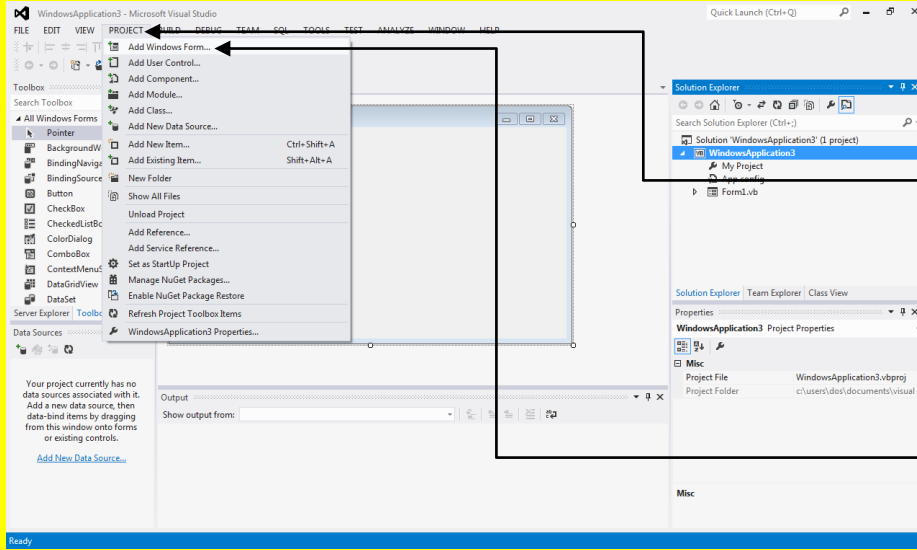 WindowsApplication3 - Microsoft Visual Studio
Quick Launch (Ctrl+Q)
FILE EDIT VIEW PROJECT BUILD DEBUG TEAM SQL TOOLS TEST ANALYZE WINDOW HELP
Add Windows Form...
Add User Control...
Add Component...
Add Module...
Add Class...
Add New Data Source...
Add New Item... Ctrl+Shift+A
Add Existing Item... Shift+Alt+A
New Folder
Show All Files
Unload Project
Add Reference...
Add Service Reference...
Set as StartUp Project
Manage NuGet Packages...
Enable NuGet Package Restore
Refresh Project Toolbox Items
WindowsApplication3 Properties...
Toolbox
Search Toolbox
All Windows Forms
Pointer
BackgroundW
BindingNaviga
BindingSource
Button
CheckBox
CheckedListBo
ColorDialog
ComboBox
ContextMenuS
DataGridView
DataSet
Server Explorer Toolbo
Data Sources
Your project currently has no
data sources associated with it.
Add a new data source, then
data-bind items by dragging
from this window onto forms
or existing controls.
Add New Data Source...
Output
Show output from:
Solution Explorer
Search Solution Explorer (Ctrl+;)
Solution 'WindowsApplication3' (1 project)
WindowsApplication3
My Project
App.config
Form1.vb
Solution Explorer Team Explorer Class View
Properties
WindowsApplication3 Project Properties
Misc
Project File WindowsApplication3.vbproj
Project Folder c:\users\dos\documents\visual
Misc
Ready